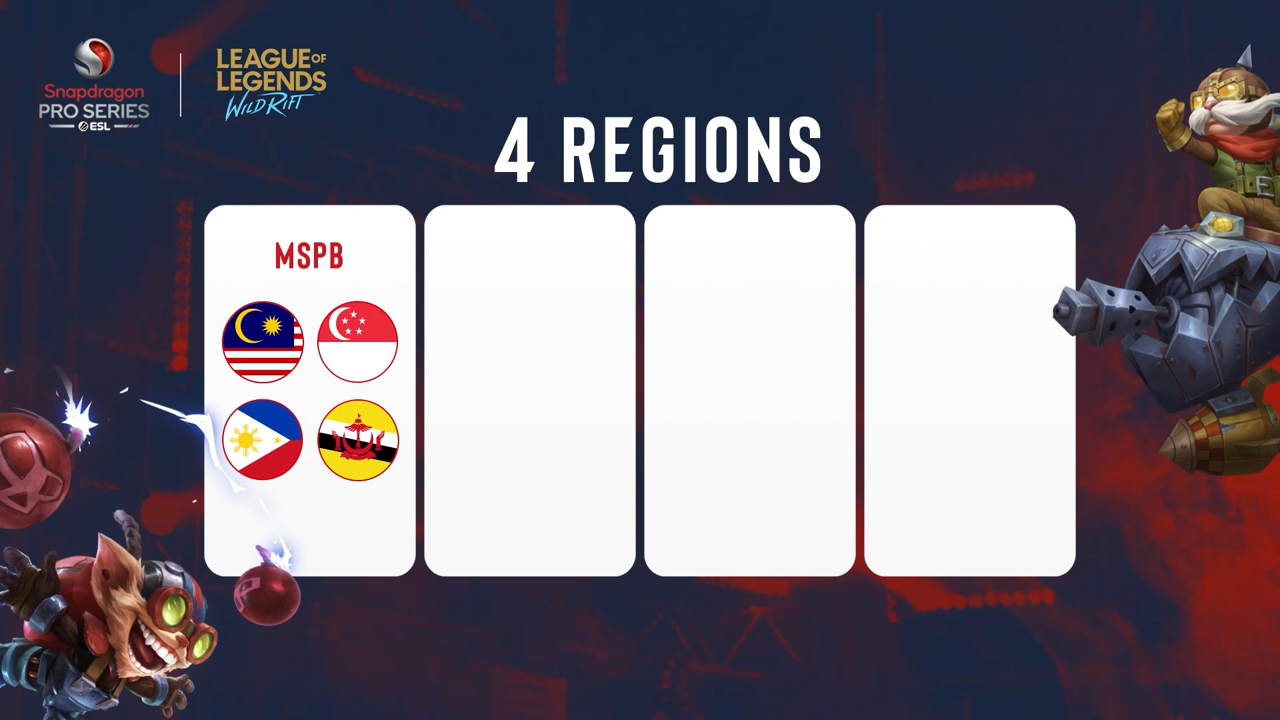 Snapdragon
PRO SERIES
ESL
LEAGUE OF
LEGENDS
WILD RIFT
4 REGIONS
MSPB